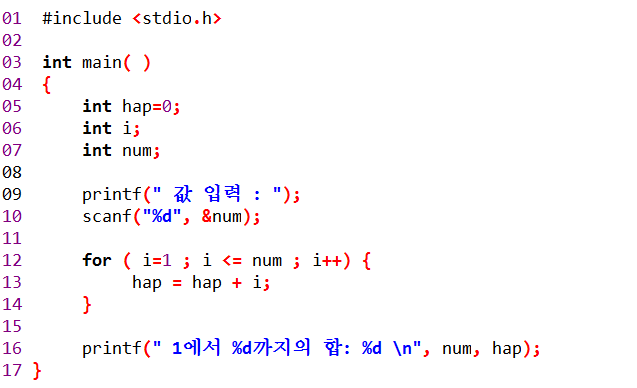 01 #include <stdio.h>
02
03 int main( )
04 {
05     int hap=0;
06     int i;
07     int num;
08
09     printf(" 값 입력 : ");
10     scanf("%d", &num);
11
12     for ( i=1 ; i <= num ; i++) {
13          hap = hap + i;
14     }
15
16     printf(" 1에서 %d까지의 합: %d \n", num, hap);
17 }